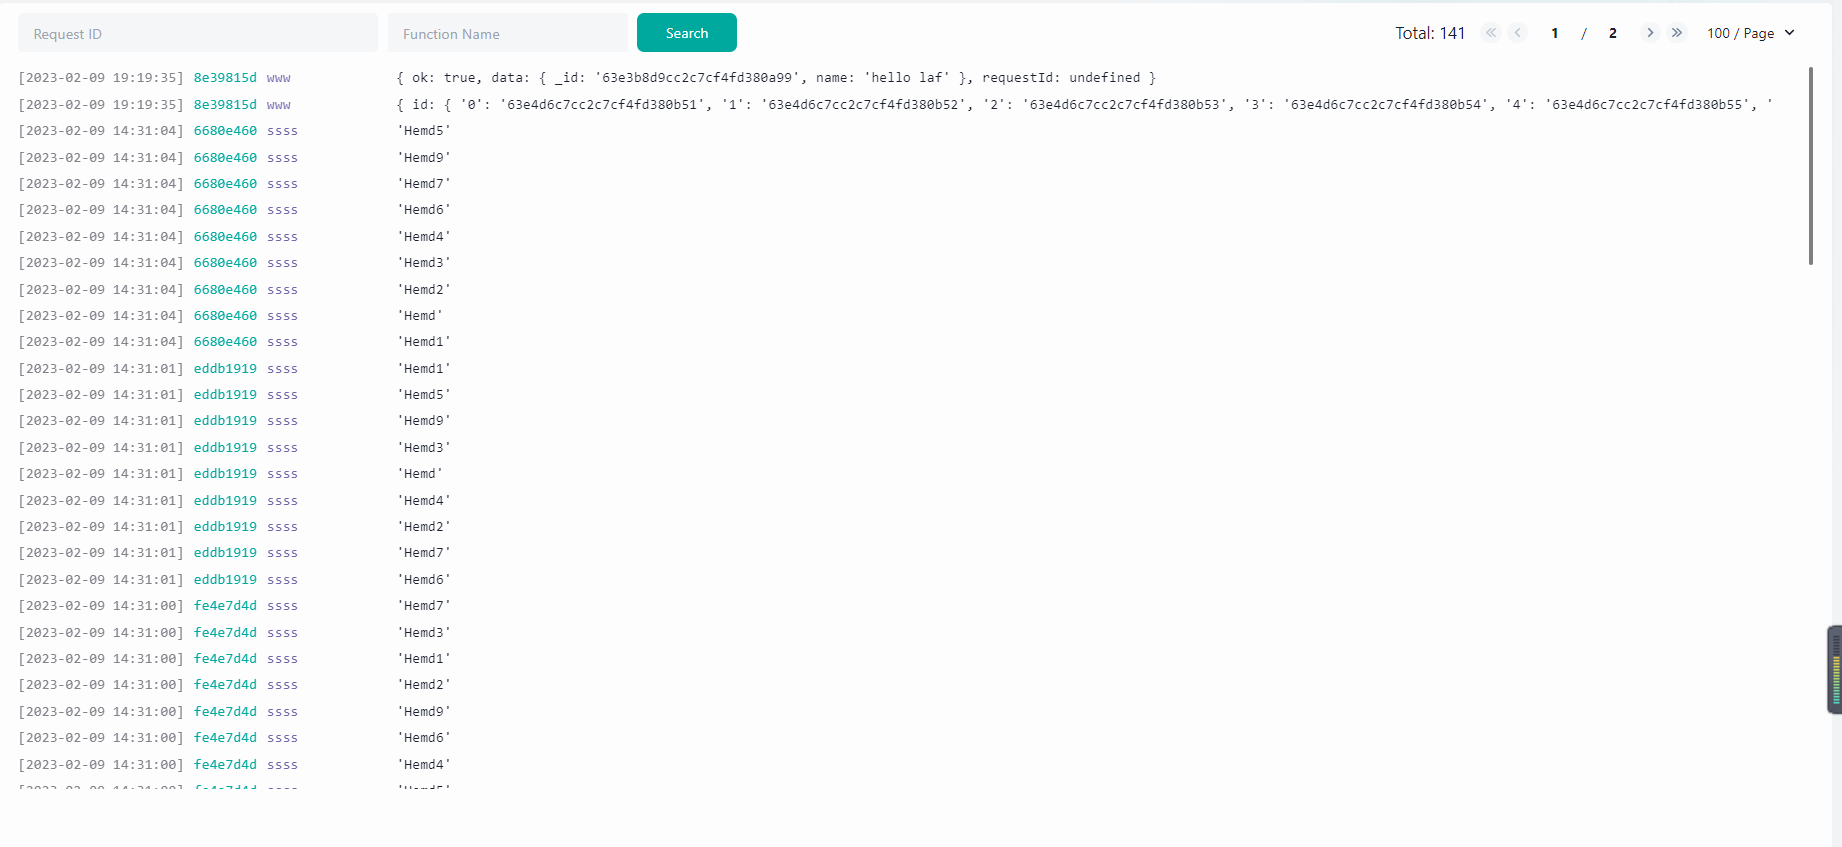 Request ID Function Name Search Total: 141 « < 1 / 2 > » 100 / Page
[2023-02-09 19:19:35] 8e39815d www { ok: true, data: { _id: '63e3b8d9cc2c7cf4fd380a99', name: 'hello laf' }, requestId: undefined }
[2023-02-09 19:19:35] 8e39815d www { id: { '0': '63e4d6c7cc2c7cf4fd380b51', '1': '63e4d6c7cc2c7cf4fd380b52', '2': '63e4d6c7cc2c7cf4fd380b53', '3': '63e4d6c7cc2c7cf4fd380b54', '4': '63e4d6c7cc2c7cf4fd380b55', '
[2023-02-09 14:31:04] 6680e460 ssss 'Hemd5'
[2023-02-09 14:31:04] 6680e460 ssss 'Hemd9'
[2023-02-09 14:31:04] 6680e460 ssss 'Hemd7'
[2023-02-09 14:31:04] 6680e460 ssss 'Hemd6'
[2023-02-09 14:31:04] 6680e460 ssss 'Hemd4'
[2023-02-09 14:31:04] 6680e460 ssss 'Hemd3'
[2023-02-09 14:31:04] 6680e460 ssss 'Hemd2'
[2023-02-09 14:31:04] 6680e460 ssss 'Hemd'
[2023-02-09 14:31:04] 6680e460 ssss 'Hemd1'
[2023-02-09 14:31:01] eddb1919 ssss 'Hemd1'
[2023-02-09 14:31:01] eddb1919 ssss 'Hemd5'
[2023-02-09 14:31:01] eddb1919 ssss 'Hemd9'
[2023-02-09 14:31:01] eddb1919 ssss 'Hemd3'
[2023-02-09 14:31:01] eddb1919 ssss 'Hemd'
[2023-02-09 14:31:01] eddb1919 ssss 'Hemd4'
[2023-02-09 14:31:01] eddb1919 ssss 'Hemd2'
[2023-02-09 14:31:01] eddb1919 ssss 'Hemd7'
[2023-02-09 14:31:01] eddb1919 ssss 'Hemd6'
[2023-02-09 14:31:00] fe4e7d4d ssss 'Hemd7'
[2023-02-09 14:31:00] fe4e7d4d ssss 'Hemd3'
[2023-02-09 14:31:00] fe4e7d4d ssss 'Hemd1'
[2023-02-09 14:31:00] fe4e7d4d ssss 'Hemd2'
[2023-02-09 14:31:00] fe4e7d4d ssss 'Hemd9'
[2023-02-09 14:31:00] fe4e7d4d ssss 'Hemd6'
[2023-02-09 14:31:00] fe4e7d4d ssss 'Hemd4'